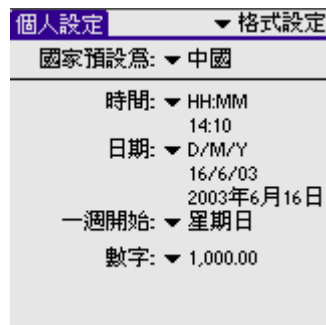 個人設定 ▼ 格式設定
國家預設爲: ▼ 中國
時間: ▼ HH:MM
14:10
日期: ▼ D/M/Y
16/6/03
2003年6月16日
一週開始: ▼ 星期日
數字: ▼ 1,000.00